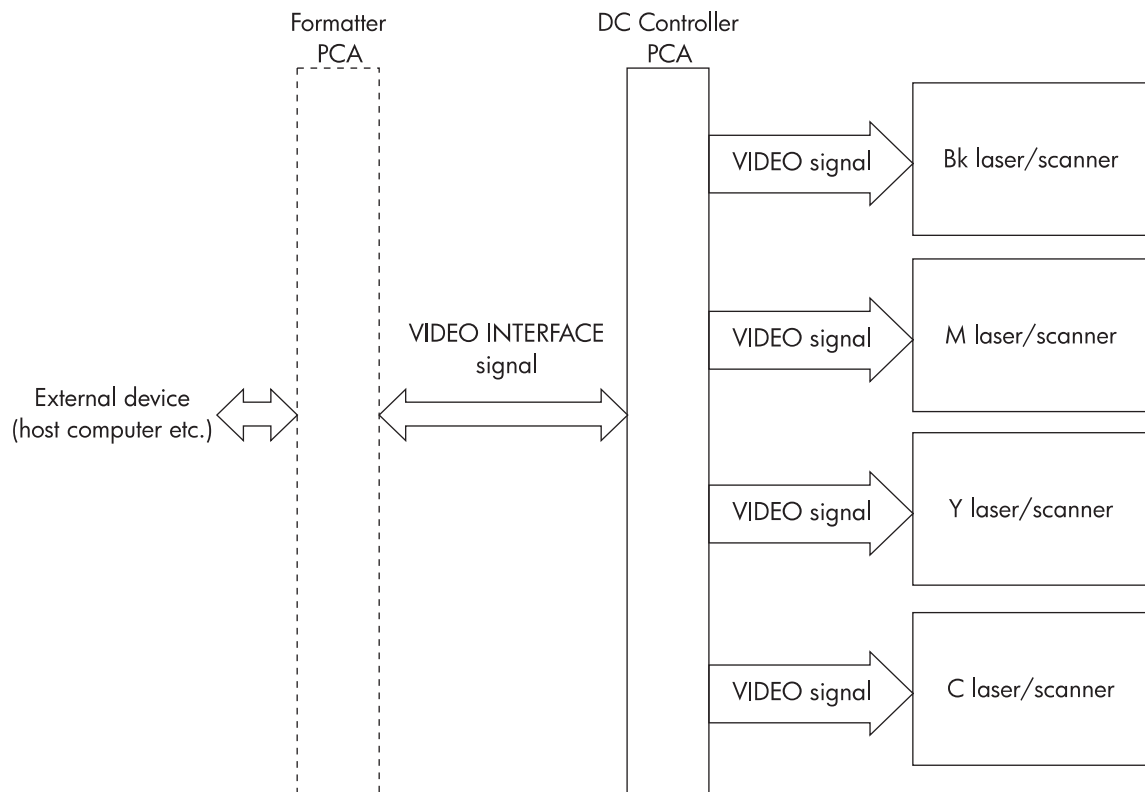 Formatter
PCA
DC Controller
PCA
VIDEO signal
Bk laser/scanner
VIDEO signal
M laser/scanner
VIDEO INTERFACE
signal
External device
(host computer etc.)
VIDEO signal
Y laser/scanner
VIDEO signal
C laser/scanner